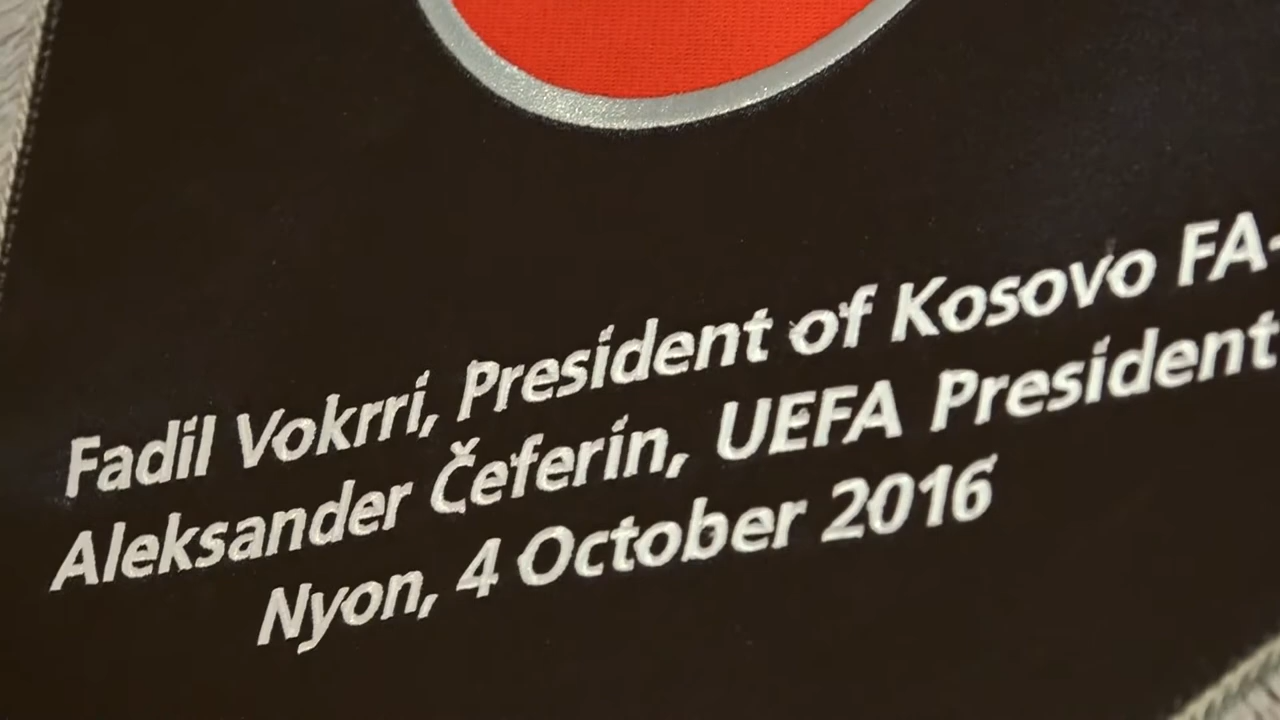 Fadil Vokrri, President of Kosovo FA-
Aleksander Čeferin, UEFA President
Nyon, 4 October 2016